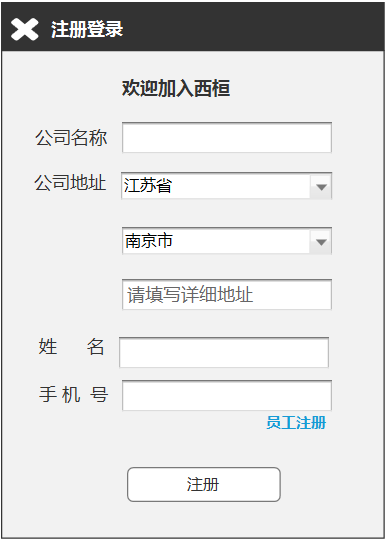 注册登录
欢迎加入西桓
公司名称
公司地址 江苏省
南京市
请填写详细地址
姓 名
手 机 号
员工注册
注册